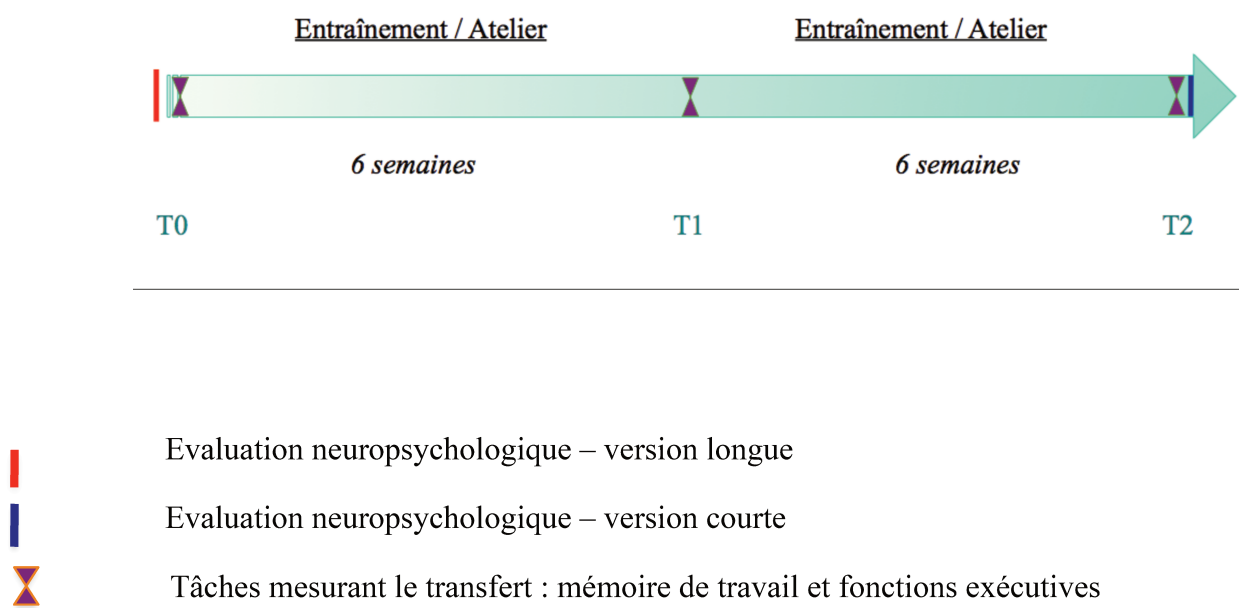 Entraînement / Atelier Entraînement / Atelier
6 semaines 6 semaines
T0 T1 T2
Evaluation neuropsychologique – version longue
Evaluation neuropsychologique – version courte
Tâches mesurant le transfert : mémoire de travail et fonctions exécutives